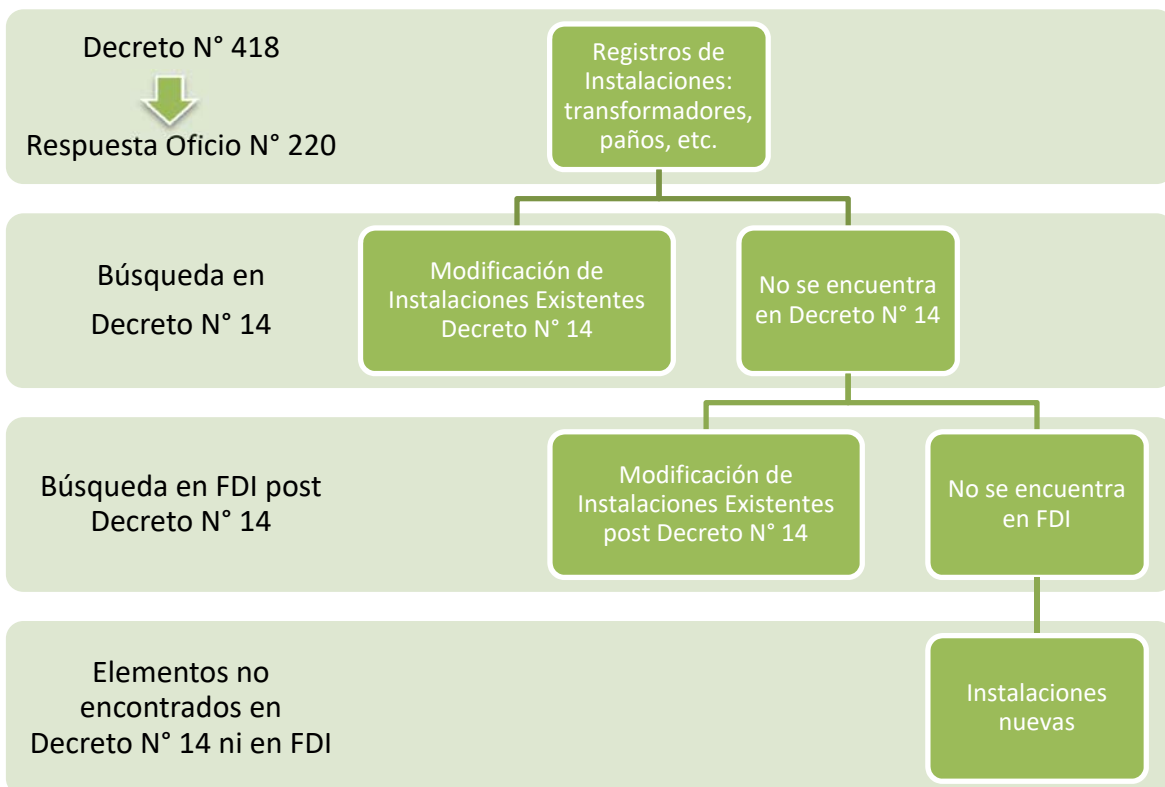 Decreto N° 418
Respuesta Oficio N° 220
Registros de
Instalaciones:
transformadores,
paños, etc.
Búsqueda en
Decreto N° 14
Modificación de
Instalaciones Existentes
Decreto N° 14
No se encuentra
en Decreto N° 14
Búsqueda en FDI post
Decreto N° 14
Modificación de
Instalaciones Existentes
post Decreto N° 14
No se encuentra
en FDI
Elementos no
encontrados en
Decreto N° 14 ni en FDI
Instalaciones
nuevas